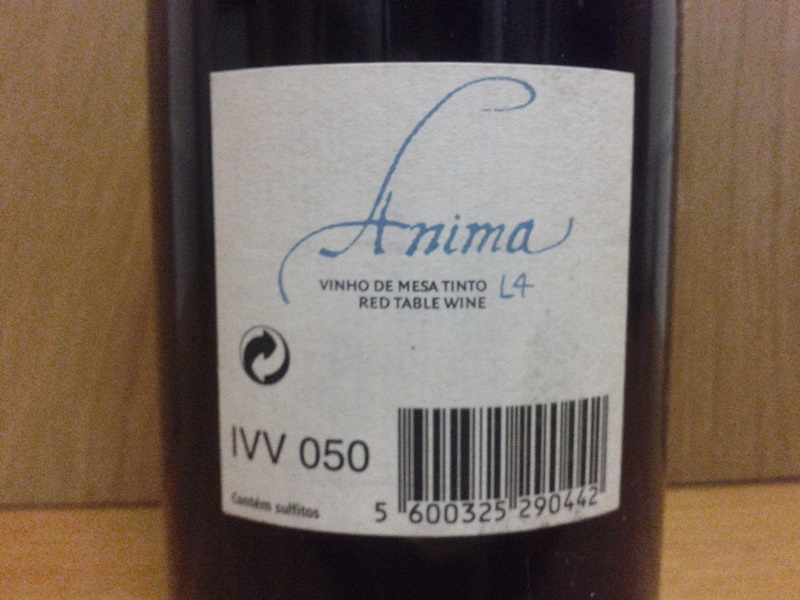 Anima
VINHO DE MESA TINTO L4
RED TABLE WINE
IVV 050
Contém sulfitos
5 600325 290442